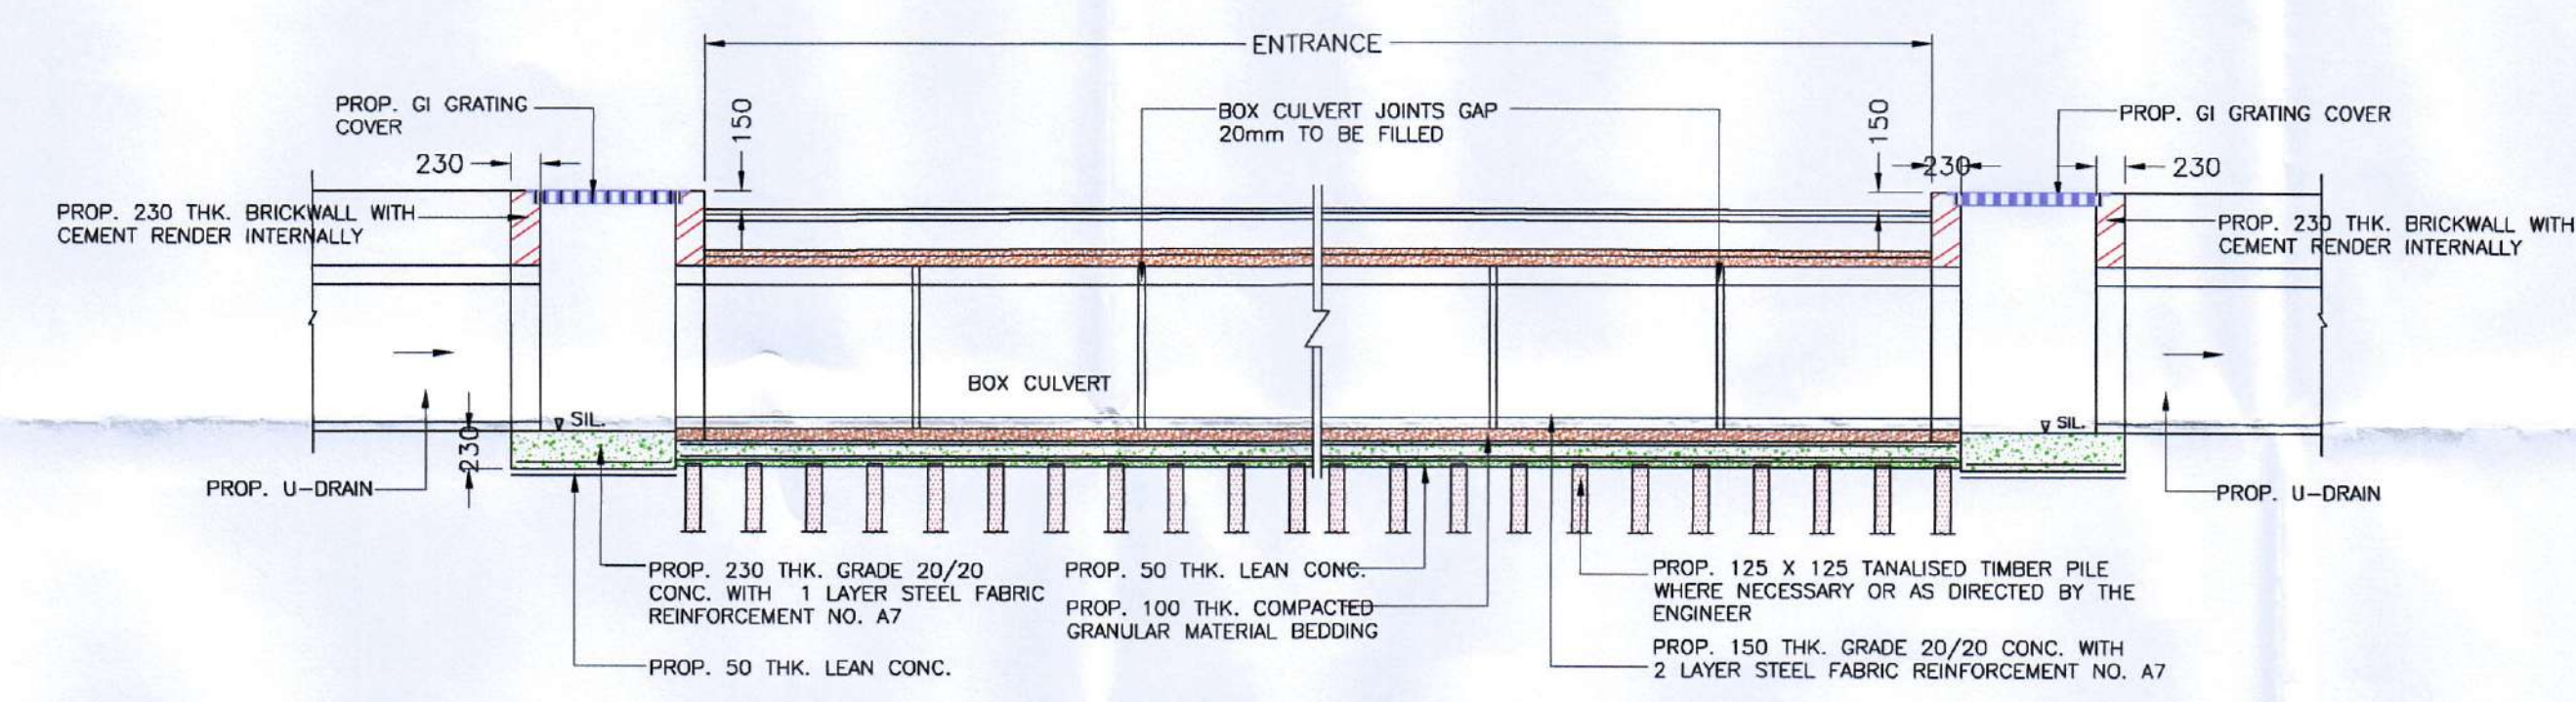 ENTRANCE
PROP. GI GRATING
COVER
150
BOX CULVERT JOINTS GAP
20mm TO BE FILLED
150
PROP. GI GRATING COVER
230
230
230
PROP. 230 THK. BRICKWALL WITH
CEMENT RENDER INTERNALLY
PROP. 230 THK. BRICKWALL WITH
CEMENT RENDER INTERNALLY
BOX CULVERT
SIL.
SIL.
230
PROP. U-DRAIN
PROP. U-DRAIN
PROP. 230 THK. GRADE 20/20
CONC. WITH 1 LAYER STEEL FABRIC
REINFORCEMENT NO. A7
PROP. 50 THK. LEAN CONC.
PROP. 50 THK. LEAN CONC.
PROP. 100 THK. COMPACTED
GRANULAR MATERIAL BEDDING
PROP. 125 X 125 TANALISED TIMBER PILE
WHERE NECESSARY OR AS DIRECTED BY THE
ENGINEER
PROP. 150 THK. GRADE 20/20 CONC. WITH
2 LAYER STEEL FABRIC REINFORCEMENT NO. A7